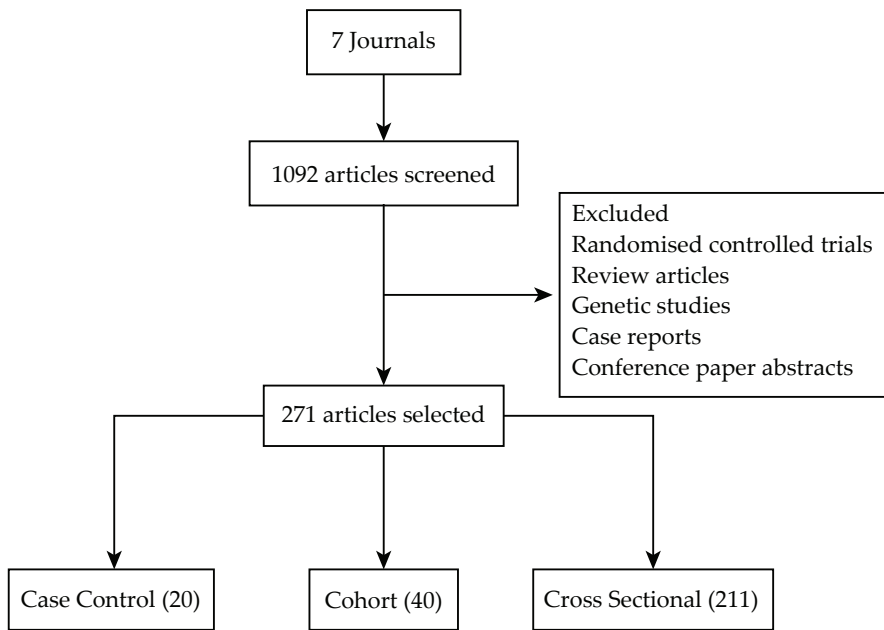 7 Journals
1092 articles screened
Excluded
Randomised controlled trials
Review articles
Genetic studies
Case reports
Conference paper abstracts
271 articles selected
Case Control (20)
Cohort (40)
Cross Sectional (211)